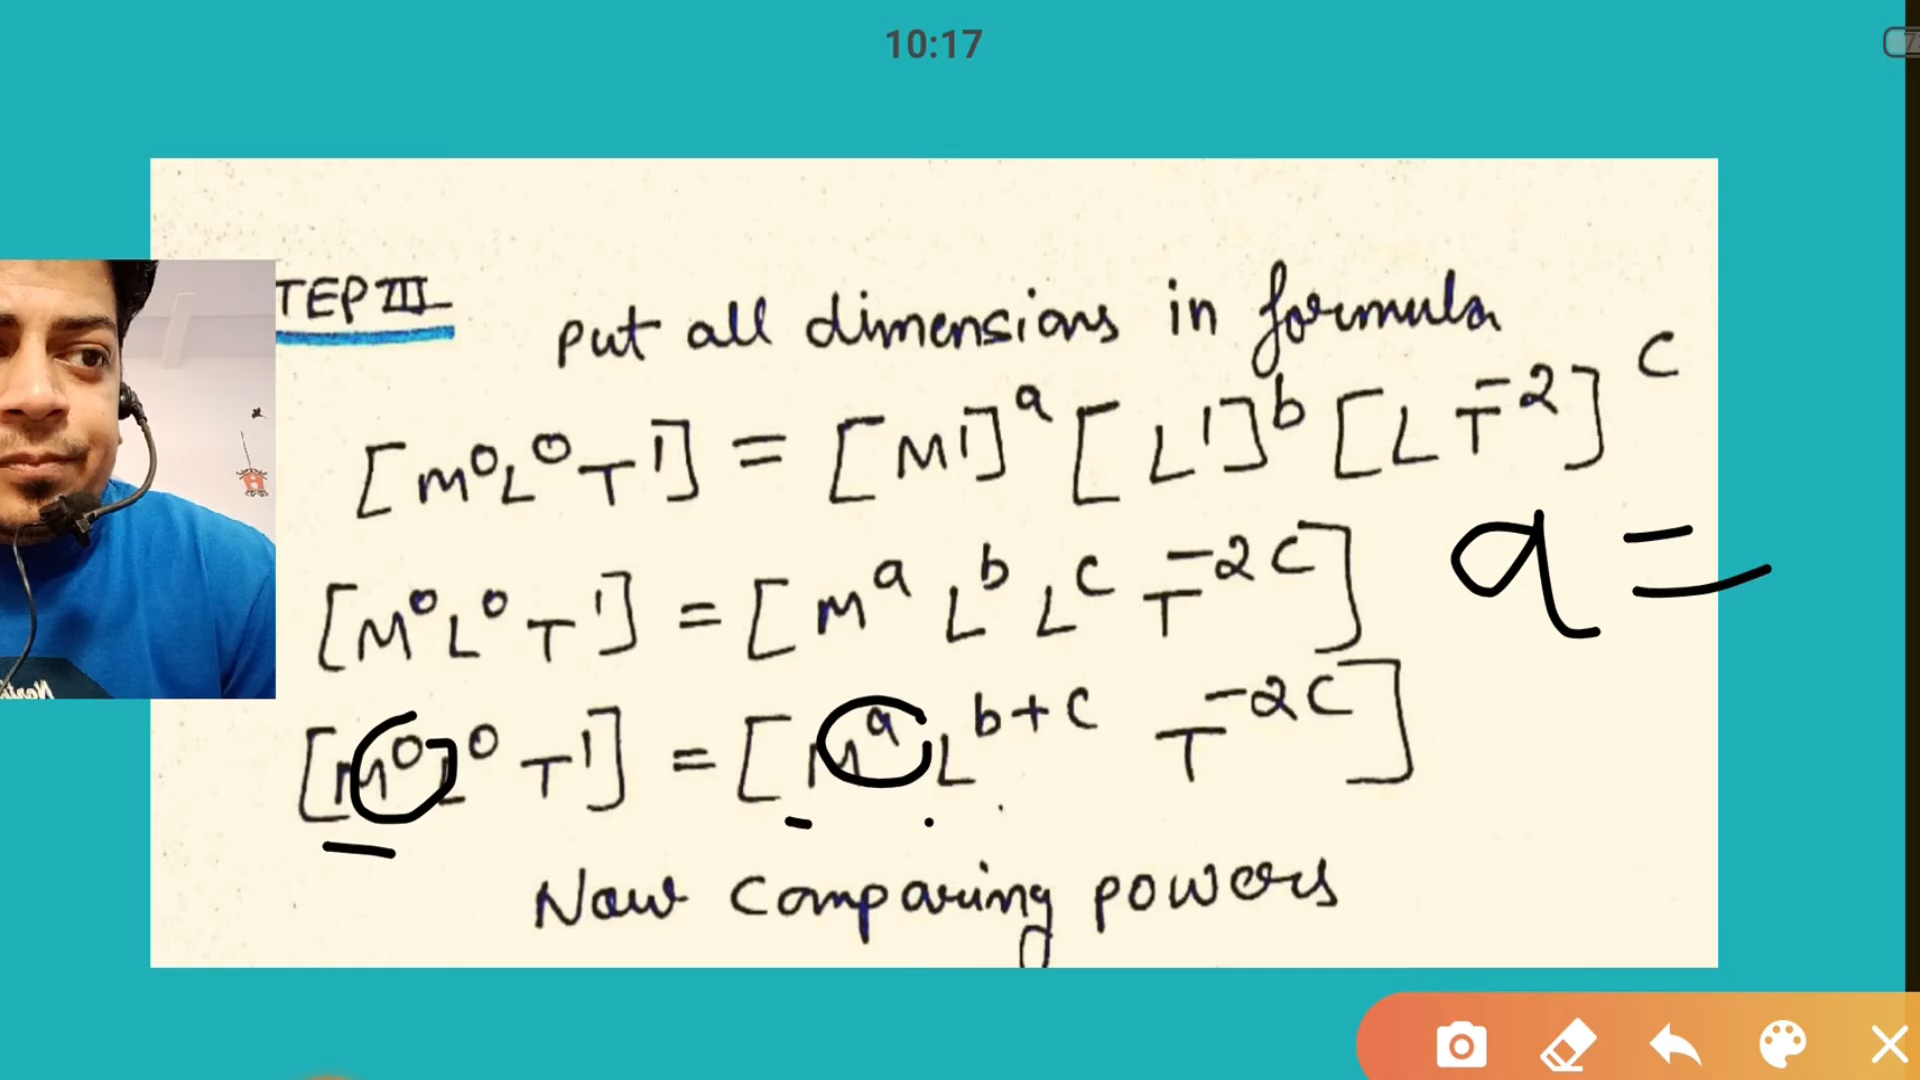 10:17
TEP III
put all dimensions in formula
[M⁰L⁰T¹] = [M1]ᵃ [L¹]ᵇ [LT⁻²]ᶜ
[M⁰L⁰T¹] = [Mᵃ Lᵇ Lᶜ T⁻²ᶜ]
a =
[M⁰L⁰T¹] = [Mᵃ Lᵇ⁺ᶜ T⁻²ᶜ]
Now comparing powers